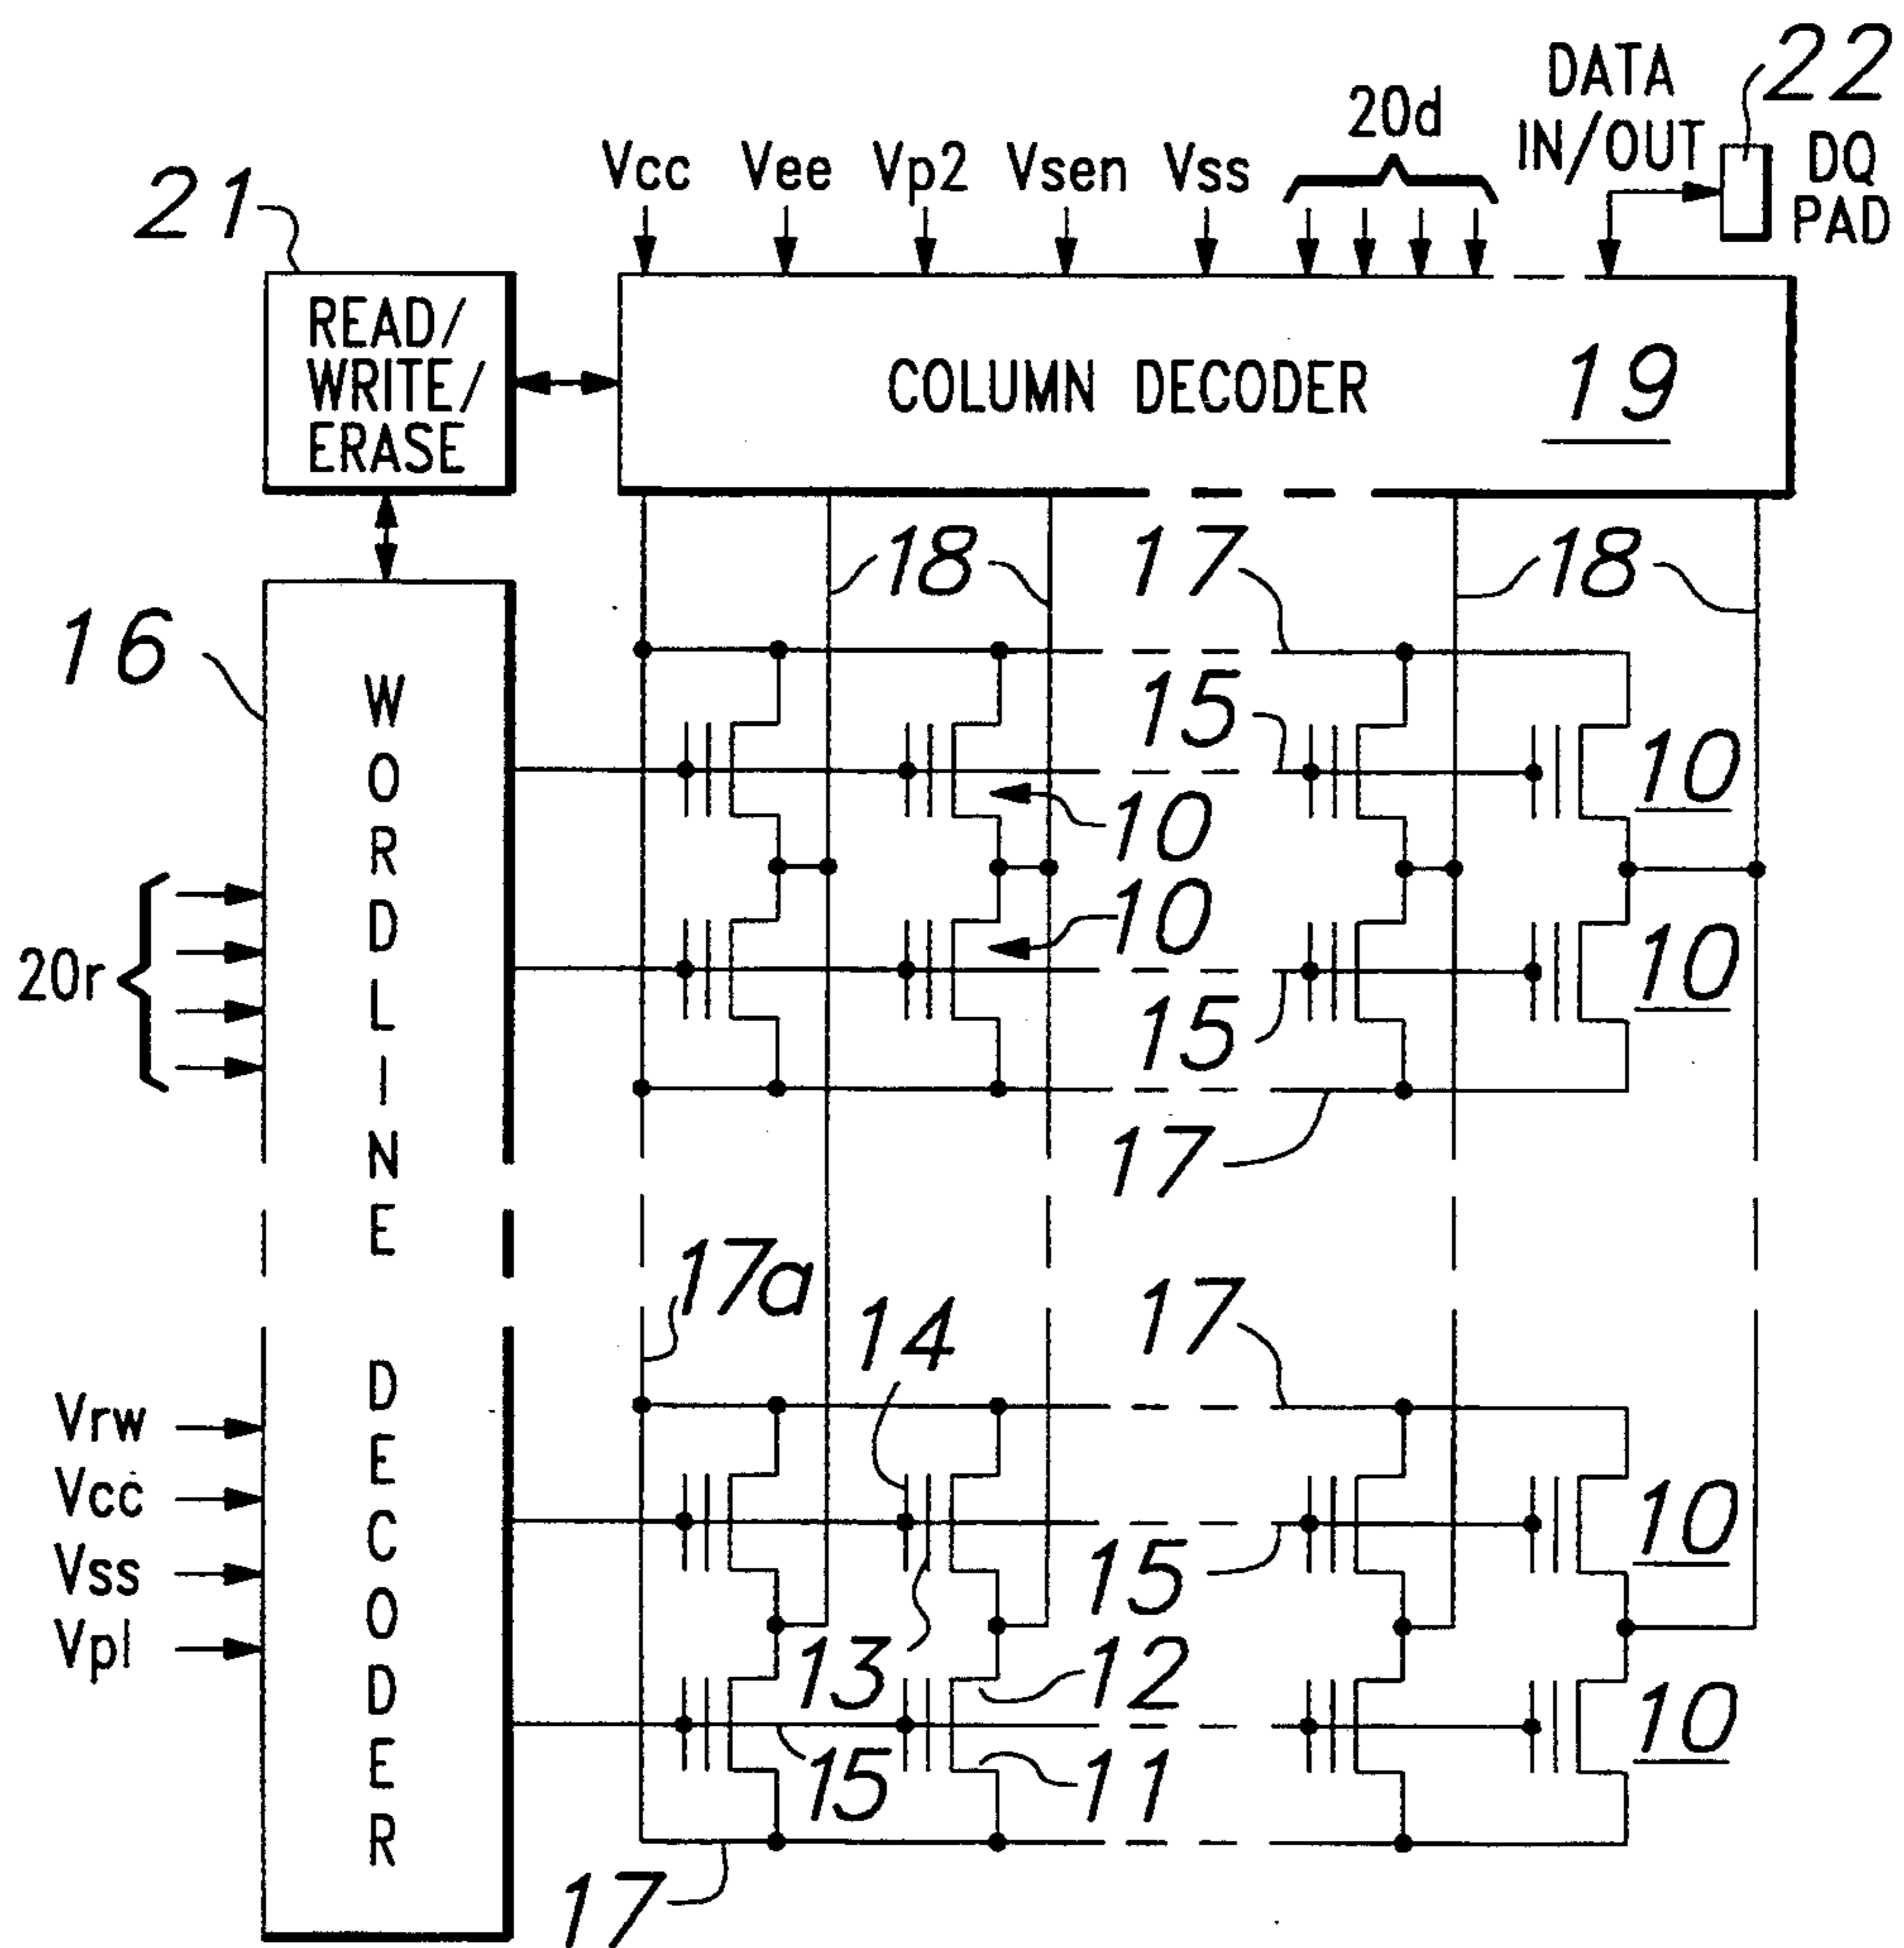 22
DATA
IN/OUT
DQ
PAD
20d
Vcc Vee Vp2 Vsen Vss
21
READ/
WRITE/
ERASE
COLUMN DECODER 19
18 17 18
16
WORDLINE DECODER
15
10 10
10 10
20r
15
17
17a
14 17
Vrw
Vcc
Vss
Vpl
15 10
13 12
15 11 10
17